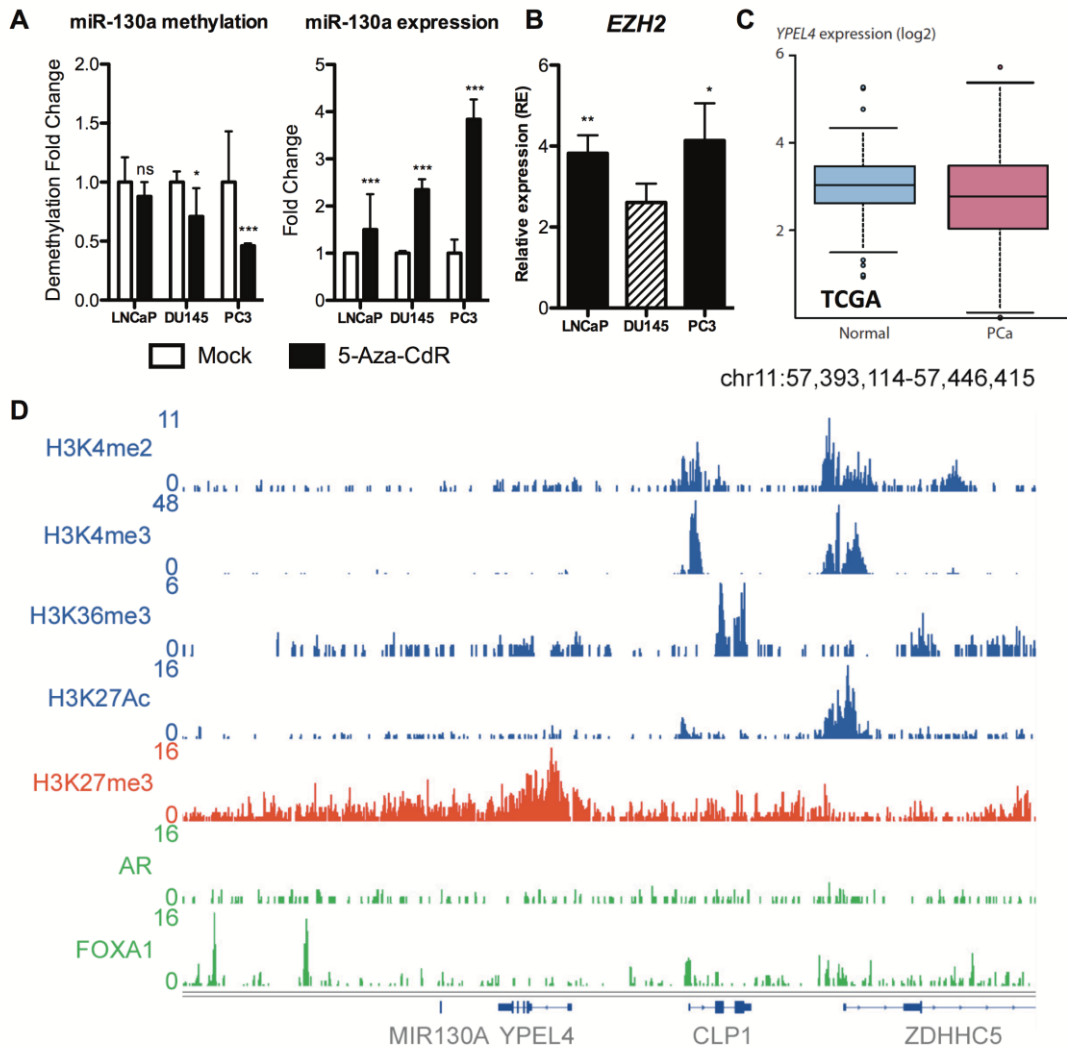 A
miR-130a methylation
miR-130a expression
Demethylation Fold Change
2.0
1.5
1.0
0.5
0.0
ns
*
***
LNCaP
DU145
PC3
Fold Change
5
4
3
2
1
0
***
***
***
LNCaP
DU145
PC3
Mock
5-Aza-CdR
B
EZH2
Relative expression (RE)
6
4
2
0
**
*
LNCaP
DU145
PC3
C
YPEL4 expression (log2)
6
4
2
TCGA
Normal
PCa
chr11:57,393,114-57,446,415
D
11
H3K4me2
0
48
H3K4me3
0
6
H3K36me3
0
16
H3K27Ac
0
16
H3K27me3
0
16
AR
0
16
FOXA1
0
MIR130A YPEL4 CLP1 ZDHHC5